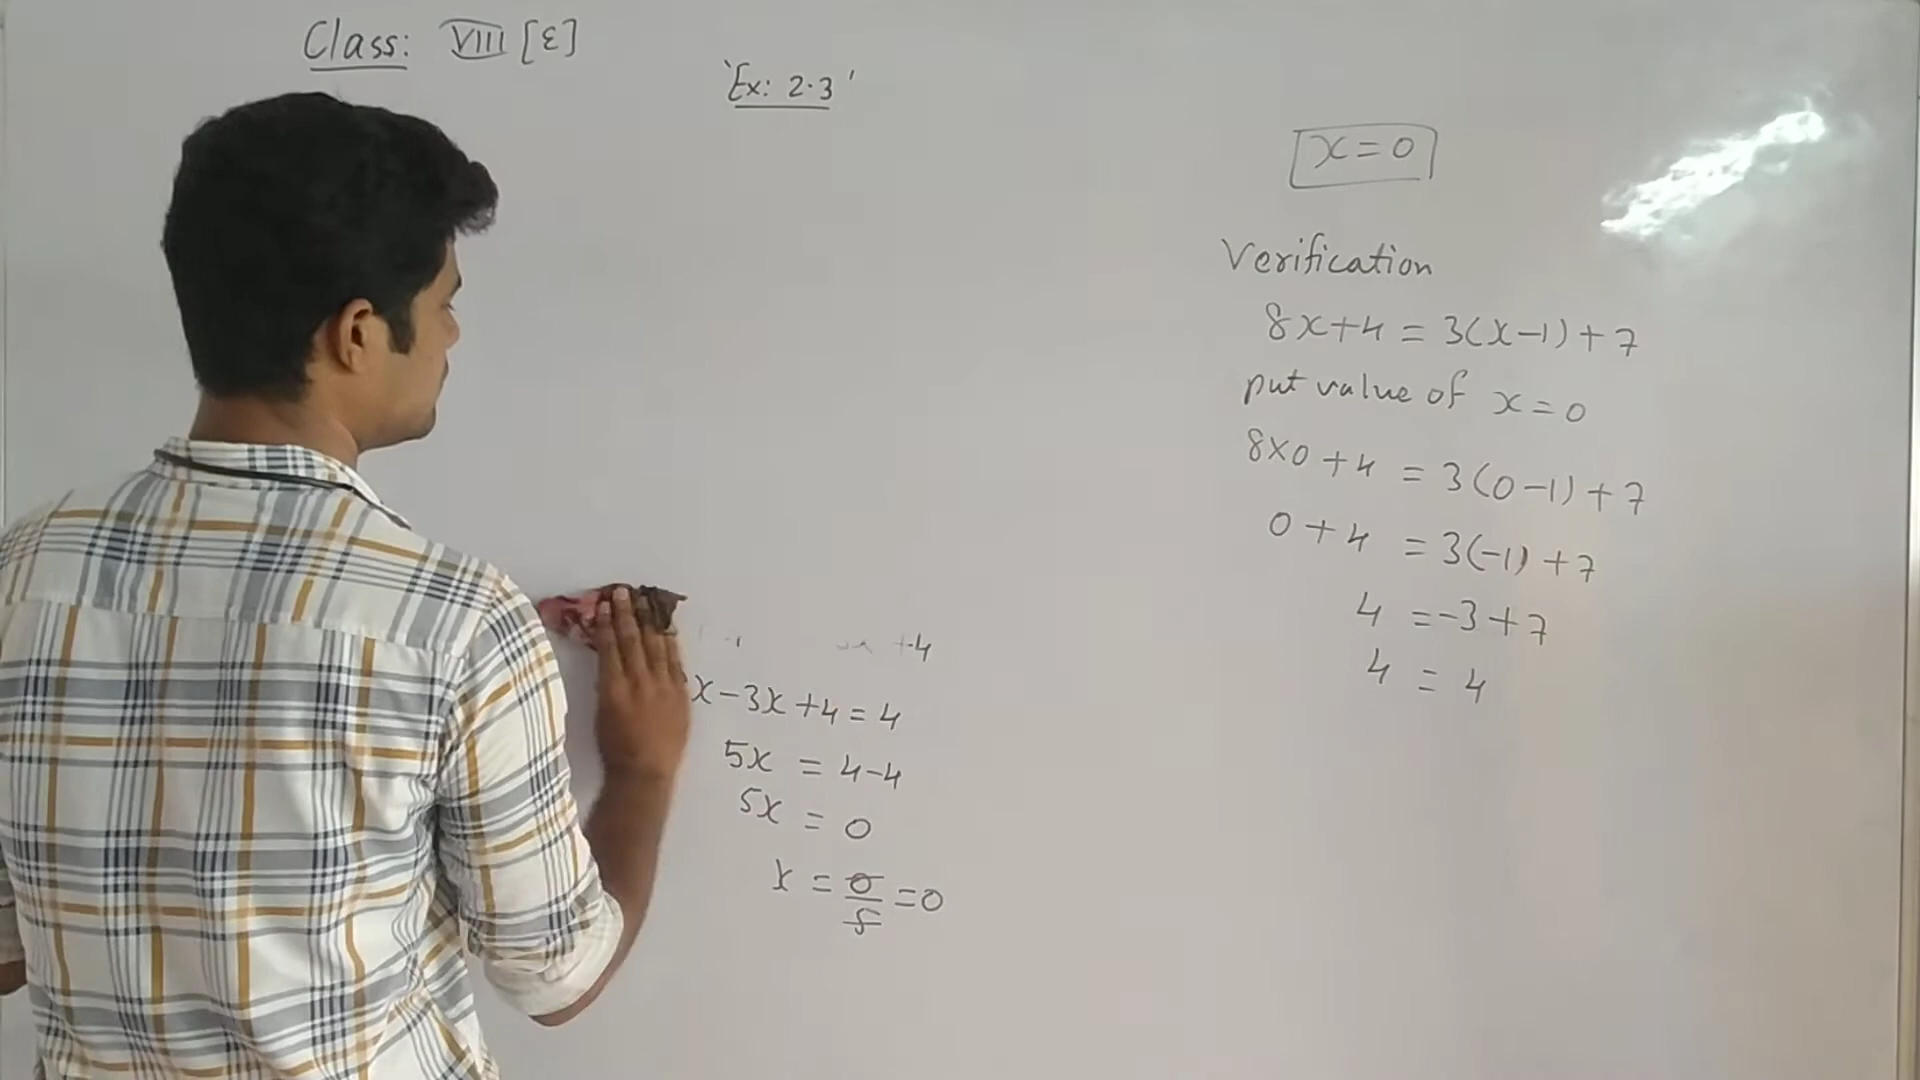 Class: VIII [E]
'Ex: 2.3'
+4
x-3x+4=4
5x = 4-4
5x = 0
x = 0/5 =0
x=0
Verification
8x+4 = 3(x-1)+7
put value of x=0
8x0+4 = 3(0-1)+7
0+4 = 3(-1)+7
4 =-3+7
4 = 4